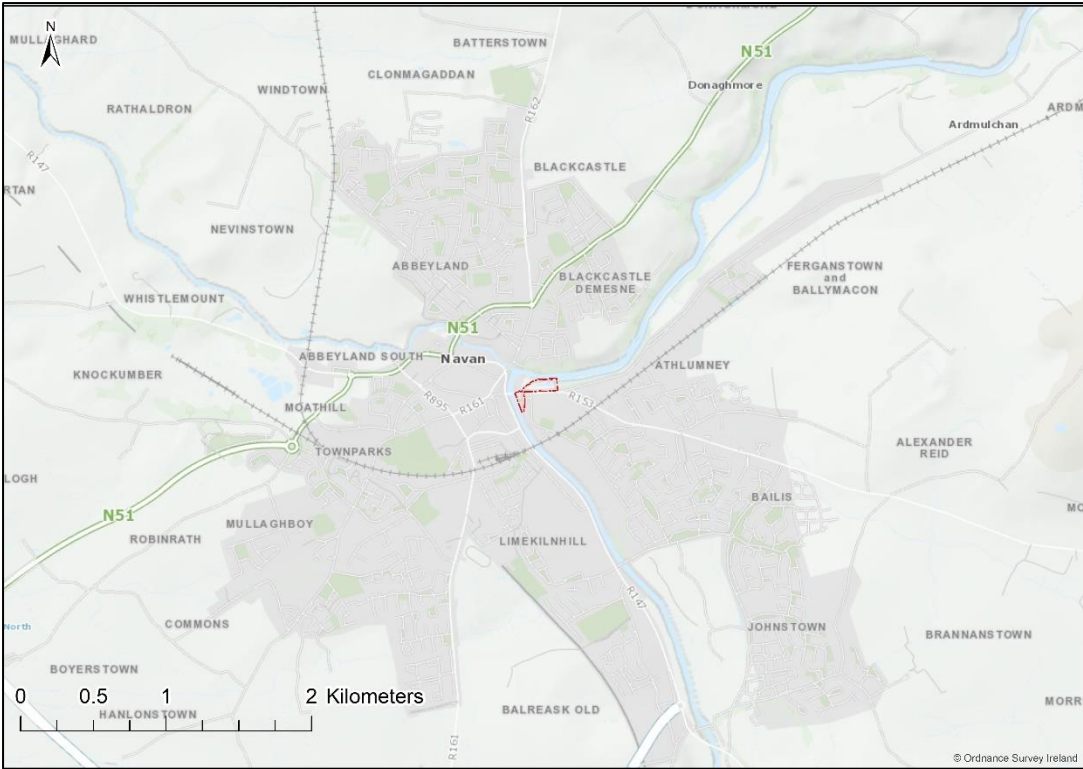 N
MULLAGHARD
BATTERSTOWN
N51
CLONMAGADDAN
Donaghmore
WINDTOWN
RATHALDRON
R162
ARDM
Ardmulchan
R147
BLACKCASTLE
RTAN
NEVINSTOWN
ABBEYLAND
FERGANSTOWN
and
BALLYMACON
BLACKCASTLE
DEMESNE
WHISTLEMOUNT
N51
ABBEYLAND SOUTH
Navan
ATHLUMNEY
KNOCKUMBER
R895
R161
R153
MOATHILL
TOWNPARKS
ALEXANDER
REID
LOGH
BAILIS
MO
N51
MULLAGHBOY
ROBINRATH
LIMEKILNHILL
R147
North
COMMONS
JOHNSTOWN
BRANNANSTOWN
BOYERSTOWN
0 0.5 1 2 Kilometers
HANLONSTOWN
BALREASK OLD
MORR
R161
© Ordnance Survey Ireland